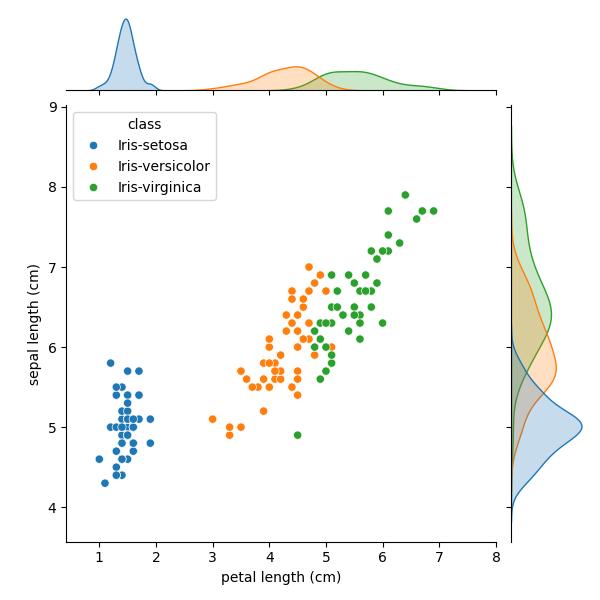 9
class
Iris-setosa
Iris-versicolor
Iris-virginica
8
7
sepal length (cm)
6
5
4
1 2 3 4 5 6 7 8
petal length (cm)